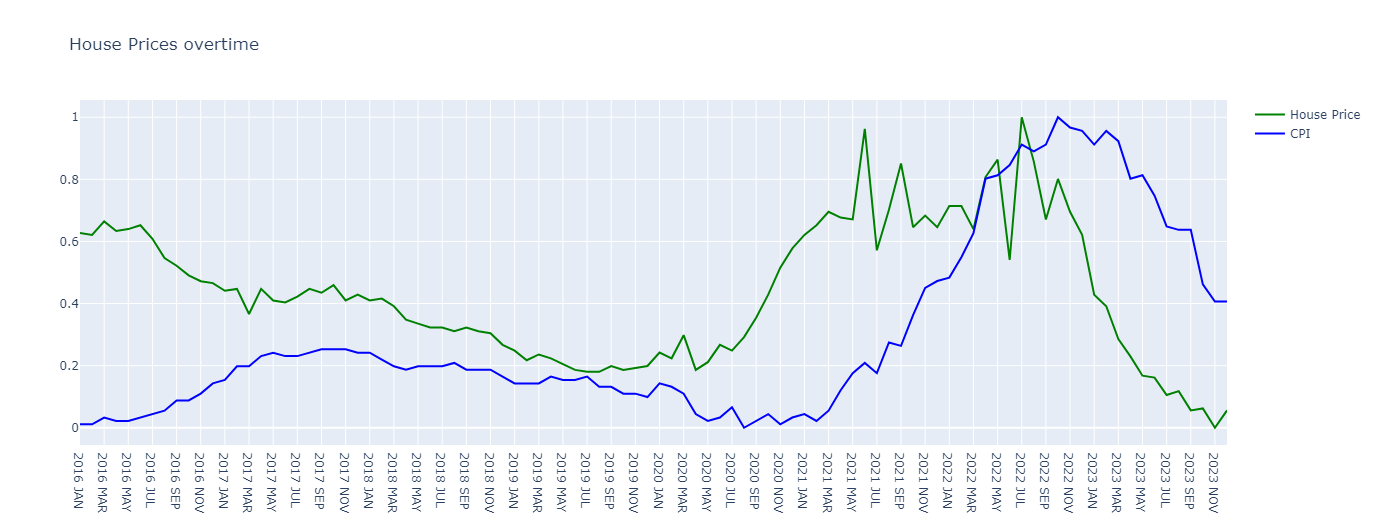 House Prices overtime
House Price
CPI
1
0.8
0.6
0.4
0.2
0
2016 JAN
2016 MAR
2016 MAY
2016 JUL
2016 SEP
2016 NOV
2017 JAN
2017 MAR
2017 MAY
2017 JUL
2017 SEP
2017 NOV
2018 JAN
2018 MAR
2018 MAY
2018 JUL
2018 SEP
2018 NOV
2019 JAN
2019 MAR
2019 MAY
2019 JUL
2019 SEP
2019 NOV
2020 JAN
2020 MAR
2020 MAY
2020 JUL
2020 SEP
2020 NOV
2021 JAN
2021 MAR
2021 MAY
2021 JUL
2021 SEP
2021 NOV
2022 JAN
2022 MAR
2022 MAY
2022 JUL
2022 SEP
2022 NOV
2023 JAN
2023 MAR
2023 MAY
2023 JUL
2023 SEP
2023 NOV